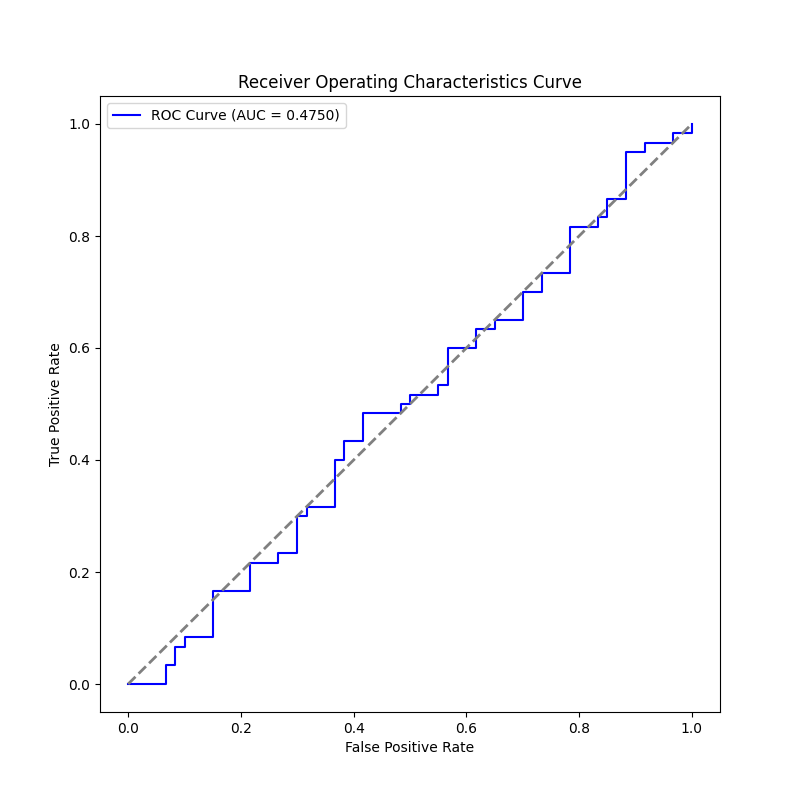 Receiver Operating Characteristics Curve
ROC Curve (AUC = 0.4750)
1.0
0.8
0.6
0.4
0.2
0.0
True Positive Rate
0.0 0.2 0.4 0.6 0.8 1.0
False Positive Rate